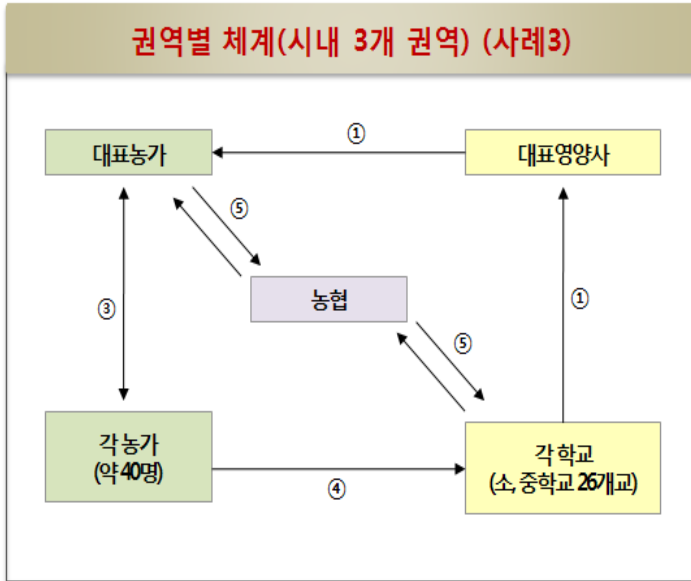 권역별 체계(시내 3개 권역) (사례3)
①
대표농가
대표영양사
⑤
농협
③
①
⑤
각 농가
(약 40명)
각 학교
(소, 중학교 26개교)
④